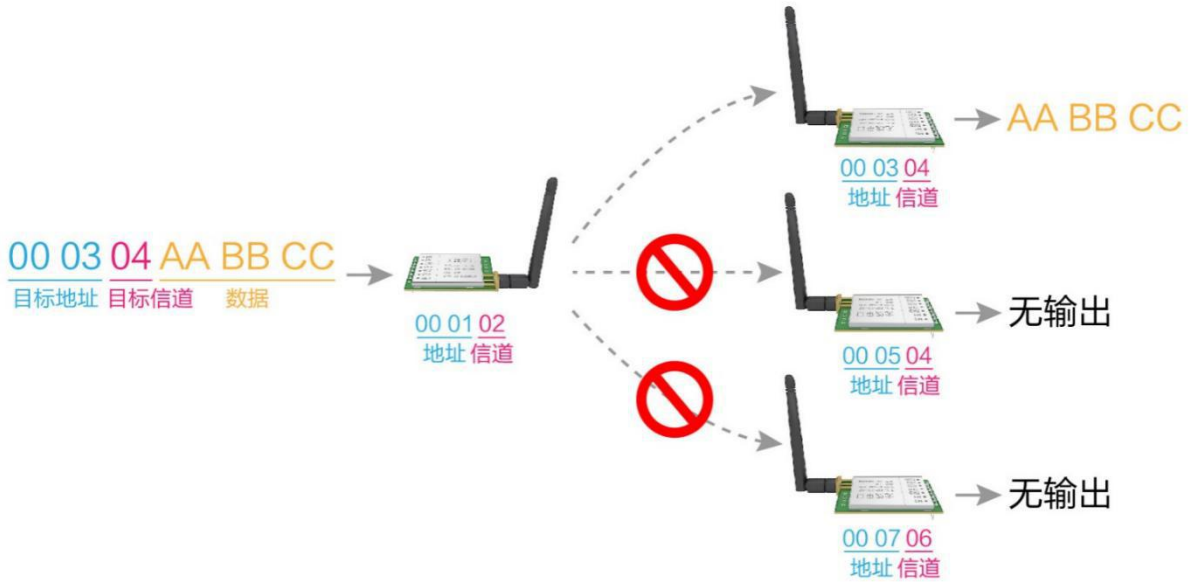 00 03 04 AA BB CC
目标地址 目标信道 数据
00 01 02
地址 信道
AA BB CC
00 03 04
地址 信道
无输出
00 05 04
地址 信道
无输出
00 07 06
地址 信道